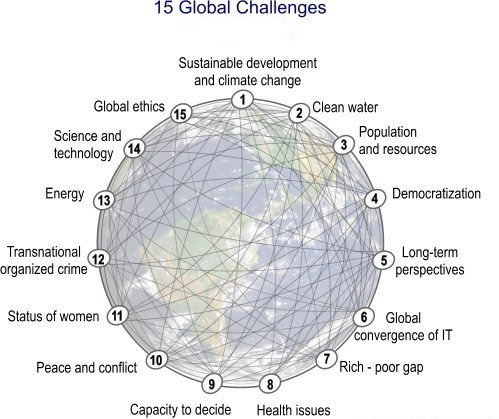 15 Global Challenges
1
Sustainable development
and climate change
2
Clean water
3
Population
and resources
4
Democratization
5
Long-term
perspectives
6
Global
convergence of IT
7
Rich - poor gap
8
Health issues
9
Capacity to decide
10
Peace and conflict
11
Status of women
12
Transnational
organized crime
13
Energy
14
Science and
technology
15
Global ethics